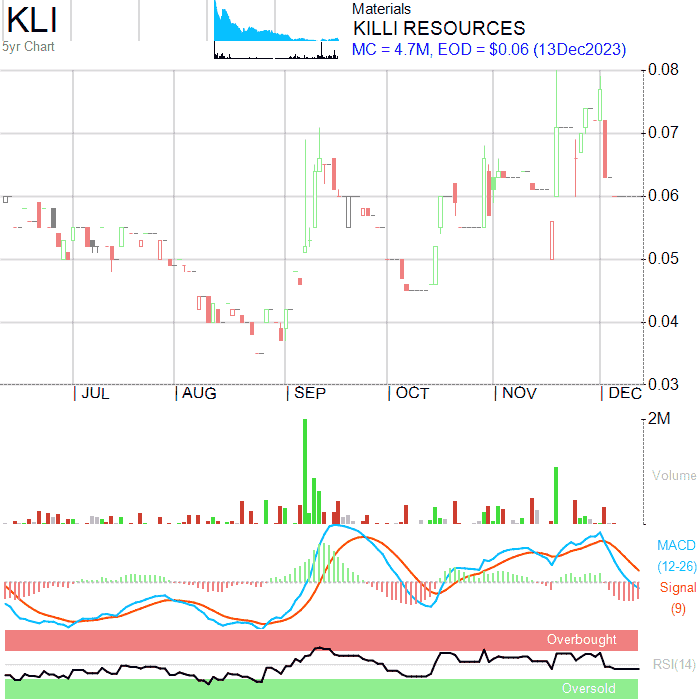 KLI
5yr Chart
Materials
KILLI RESOURCES
MC = 4.7M, EOD = $0.06 (13Dec2023)
0.08
0.07
0.06
0.05
0.04
0.03
JUL AUG SEP OCT NOV DEC
2M
Volume
MACD
(12-26)
Signal
(9)
Overbought
RSI(14)
Oversold